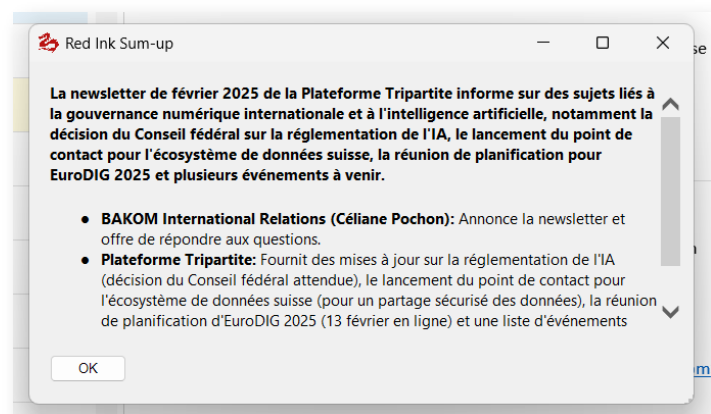 Red Ink Sum-up
se
La newsletter de février 2025 de la Plateforme Tripartite informe sur des sujets liés à
la gouvernance numérique internationale et à l'intelligence artificielle, notamment la
décision du Conseil fédéral sur la réglementation de l'IA, le lancement du point de
contact pour l'écosystème de données suisse, la réunion de planification pour
EuroDIG 2025 et plusieurs événements à venir.
● BAKOM International Relations (Céliane Pochon): Annonce la newsletter et
offre de répondre aux questions.
● Plateforme Tripartite: Fournit des mises à jour sur la réglementation de l'IA
(décision du Conseil fédéral attendue), le lancement du point de contact pour
l'écosystème de données suisse (pour un partage sécurisé des données), la réunion
de planification d'EuroDIG 2025 (13 février en ligne) et une liste d'événements
OK
om